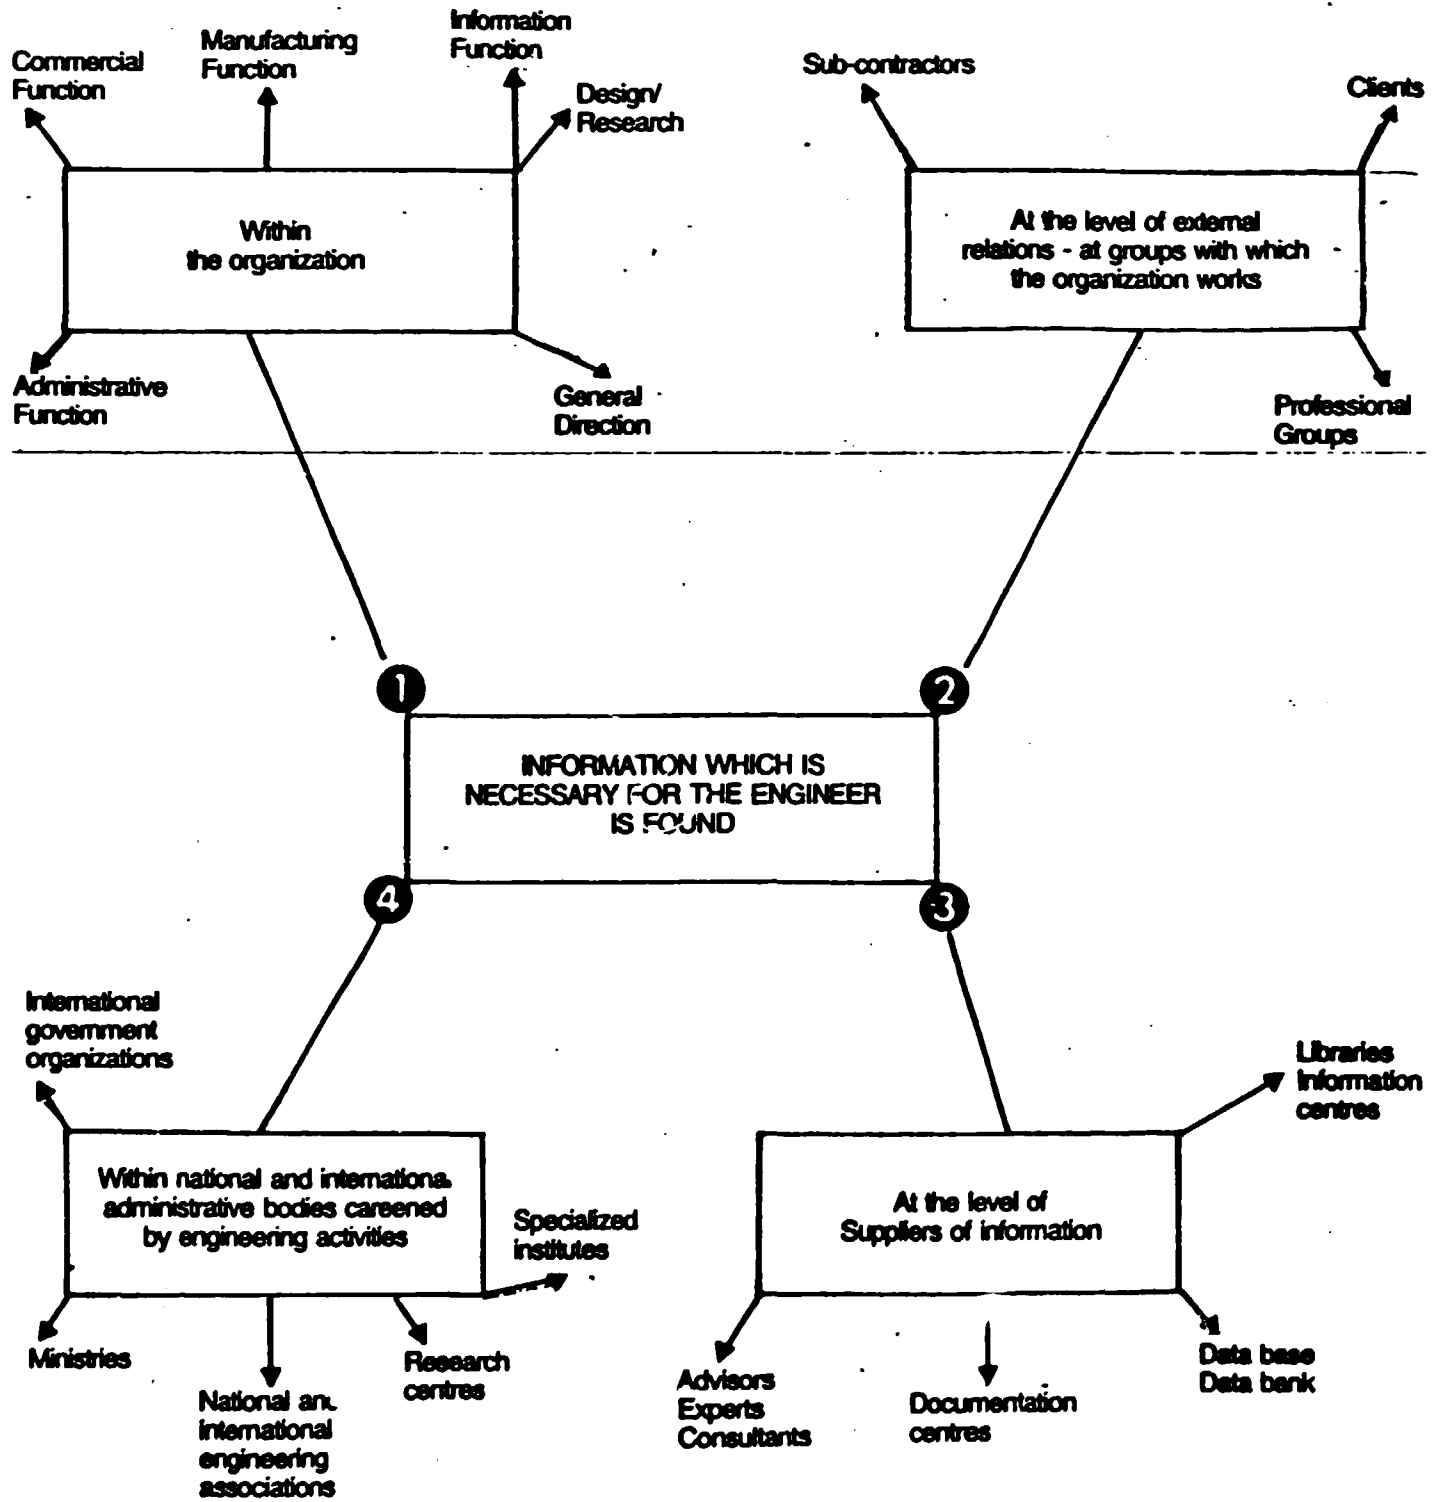 Commercial
Function
Manufacturing
Function
Information
Function
Design/
Research
Within
the organization
Administrative
Function
General
Direction
Sub-contractors
Clients
At the level of external
relations - at groups with which
the organization works
Professional
Groups
1
2
INFORMATION WHICH IS
NECESSARY FOR THE ENGINEER
IS FOUND
4
3
International
government
organizations
Within national and internationa
administrative bodies careened
by engineering activities
Specialized
institutes
Ministries
National and
international
engineering
associations
Research
centres
Libraries
Information
centres
At the level of
Suppliers of information
Advisors
Experts
Consultants
Documentation
centres
Data base
Data bank